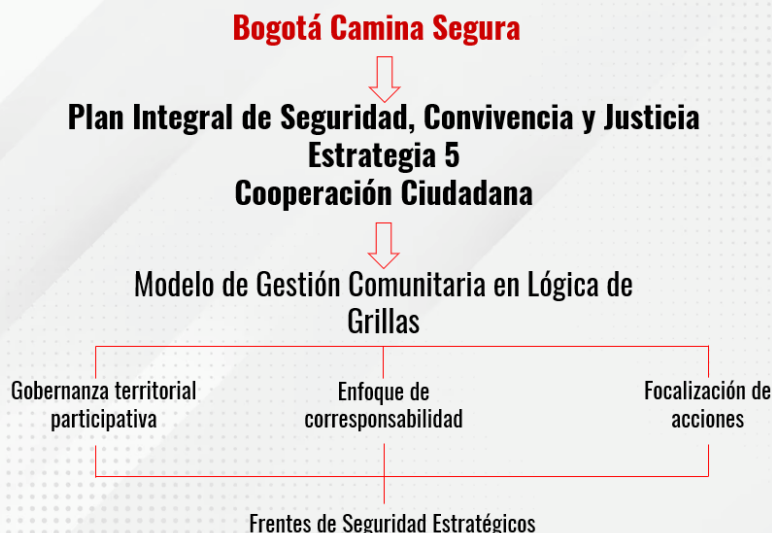 Bogotá Camina Segura
Plan Integral de Seguridad, Convivencia y Justicia
Estrategia 5
Cooperación Ciudadana
Modelo de Gestión Comunitaria en Lógica de
Grillas
Gobernanza territorial
participativa
Enfoque de
corresponsabilidad
Focalización de
acciones
Frentes de Seguridad Estratégicos